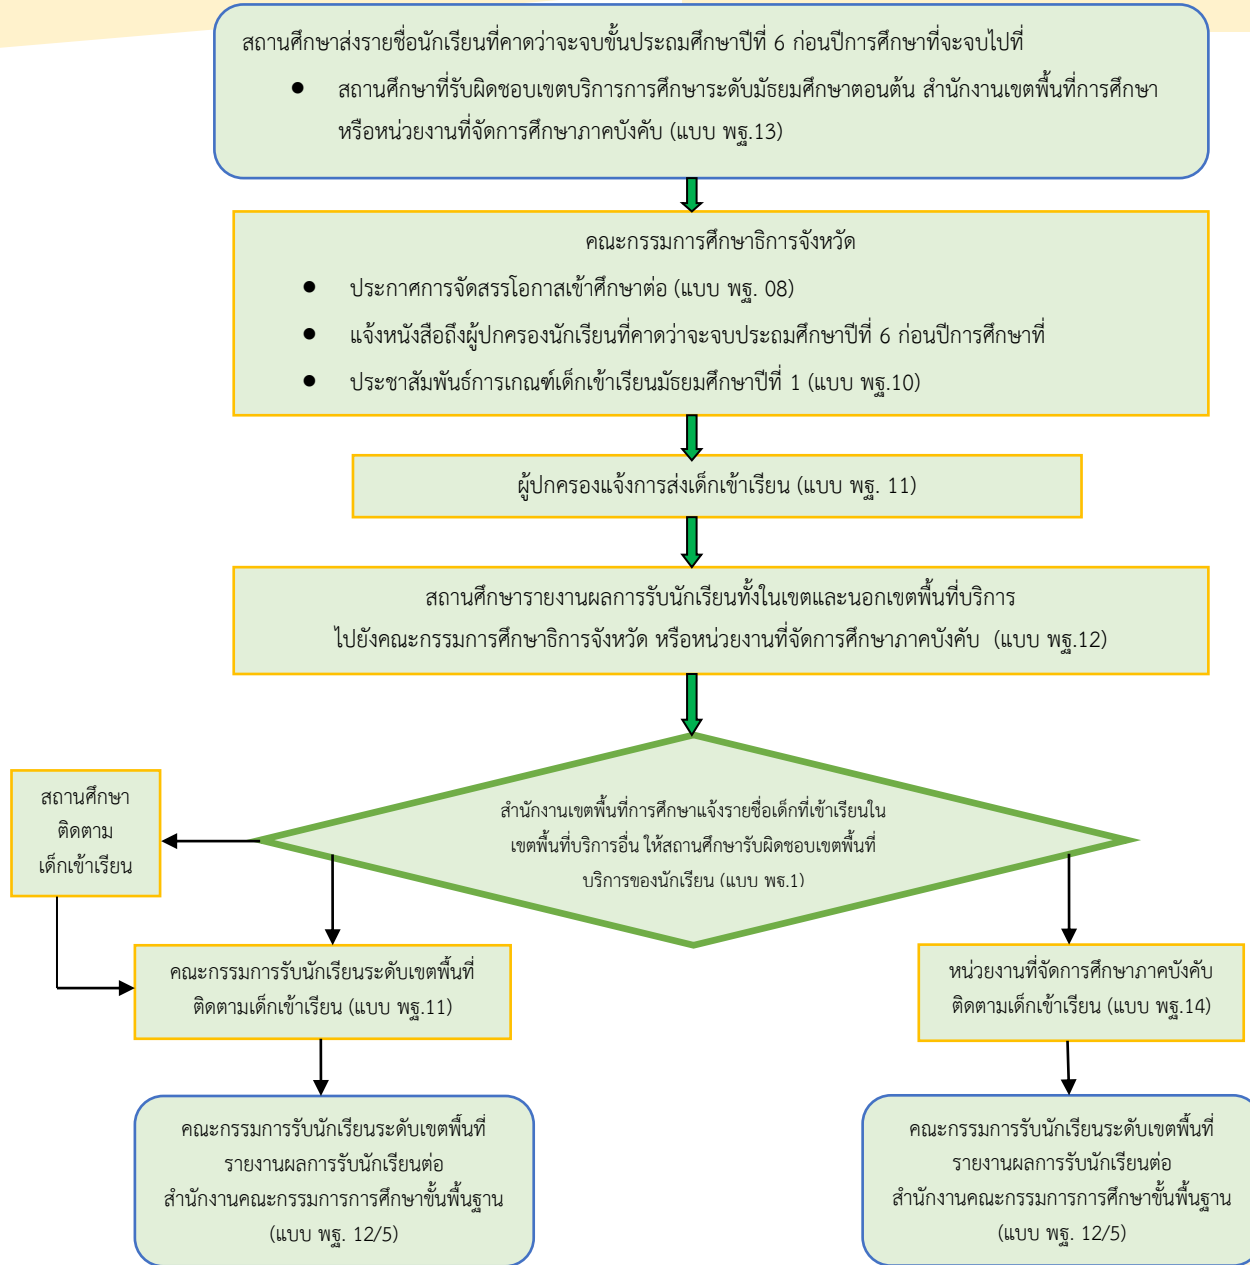 สถานศึกษาส่งรายชื่อนักเรียนที่คาดว่าจะจบชั้นประถมศึกษาปีที่ 6 ก่อนปีการศึกษาที่จะจบไปที่
● สถานศึกษาที่รับผิดชอบเขตบริการการศึกษาระดับมัธยมศึกษาตอนต้น สำนักงานเขตพื้นที่การศึกษา
หรือหน่วยงานที่จัดการศึกษาภาคบังคับ (แบบ พฐ.13)
คณะกรรมการศึกษาธิการจังหวัด
● ประกาศการจัดสรรโอกาสเข้าศึกษาต่อ (แบบ พฐ. 08)
● แจ้งหนังสือถึงผู้ปกครองนักเรียนที่คาดว่าจะจบประถมศึกษาปีที่ 6 ก่อนปีการศึกษาที่
● ประชาสัมพันธ์การเกณฑ์เด็กเข้าเรียนมัธยมศึกษาปีที่ 1 (แบบ พฐ.10)
ผู้ปกครองแจ้งการส่งเด็กเข้าเรียน (แบบ พฐ. 11)
สถานศึกษารายงานผลการรับนักเรียนทั้งในเขตและนอกเขตพื้นที่บริการ
ไปยังคณะกรรมการศึกษาธิการจังหวัด หรือหน่วยงานที่จัดการศึกษาภาคบังคับ (แบบ พฐ.12)
สำนักงานเขตพื้นที่การศึกษาแจ้งรายชื่อเด็กที่เข้าเรียนใน
เขตพื้นที่บริการอื่น ให้สถานศึกษารับผิดชอบเขตพื้นที่
บริการของนักเรียน (แบบ พฐ.1)
สถานศึกษา
ติดตาม
เด็กเข้าเรียน
คณะกรรมการรับนักเรียนระดับเขตพื้นที่
ติดตามเด็กเข้าเรียน (แบบ พฐ.11)
หน่วยงานที่จัดการศึกษาภาคบังคับ
ติดตามเด็กเข้าเรียน (แบบ พฐ.14)
คณะกรรมการรับนักเรียนระดับเขตพื้นที่
รายงานผลการรับนักเรียนต่อ
สำนักงานคณะกรรมการการศึกษาขั้นพื้นฐาน
(แบบ พฐ. 12/5)
คณะกรรมการรับนักเรียนระดับเขตพื้นที่
รายงานผลการรับนักเรียนต่อ
สำนักงานคณะกรรมการการศึกษาขั้นพื้นฐาน
(แบบ พฐ. 12/5)